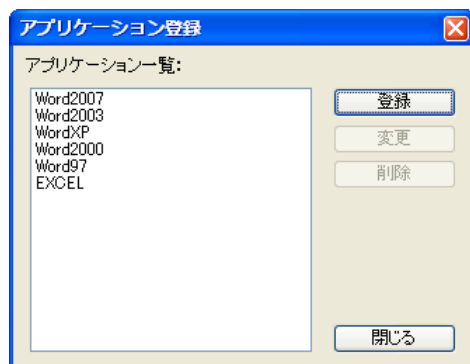 アプリケーション登録
アプリケーション一覧:
Word2007
Word2003
WordXP
Word2000
Word97
EXCEL
登録
変更
削除
閉じる